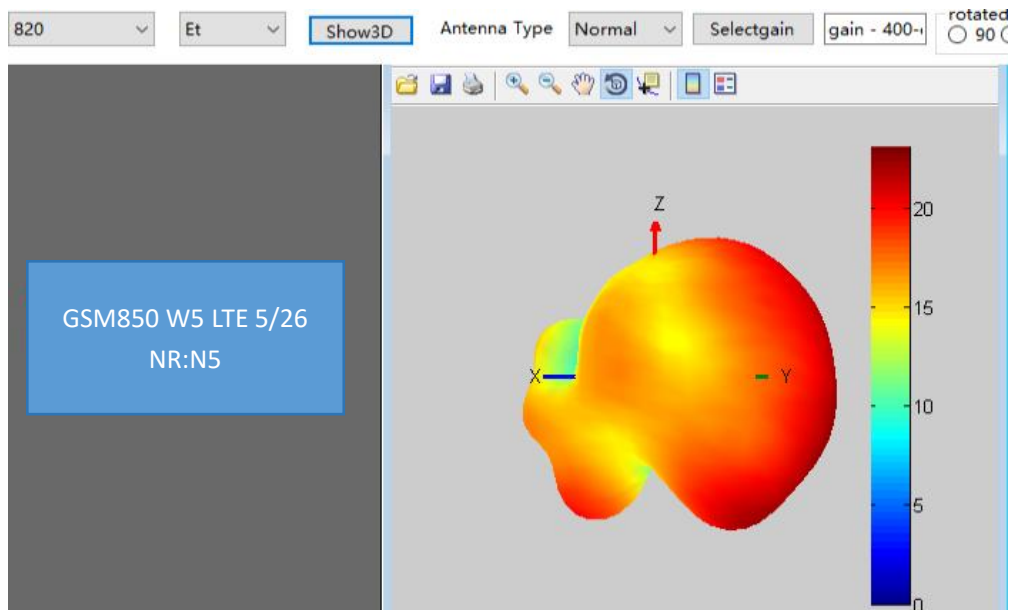 820 Et Show3D Antenna Type Normal Selectgain gain - 400- rotated
90
GSM850 W5 LTE 5/26
NR:N5
Z
X
Y
20
15
10
5
0